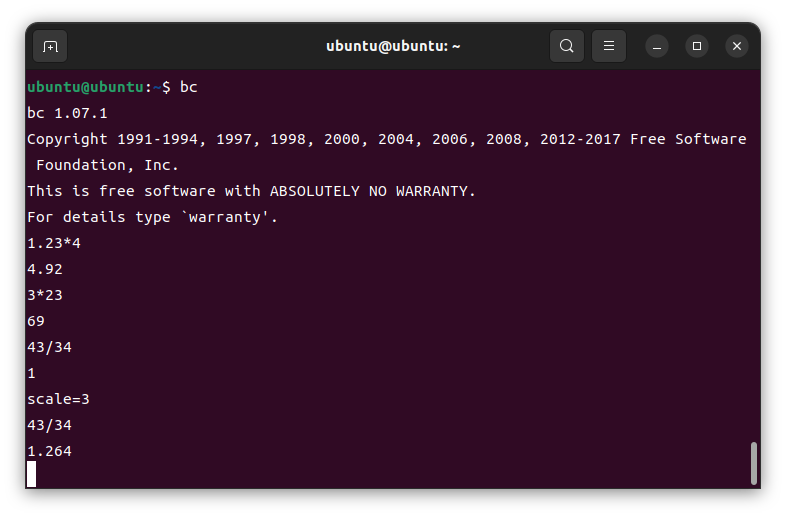 ubuntu@ubuntu: ~
ubuntu@ubuntu:~$ bc
bc 1.07.1
Copyright 1991-1994, 1997, 1998, 2000, 2004, 2006, 2008, 2012-2017 Free Software
 Foundation, Inc.
This is free software with ABSOLUTELY NO WARRANTY.
For details type `warranty'.
1.23*4
4.92
3*23
69
43/34
1
scale=3
43/34
1.264